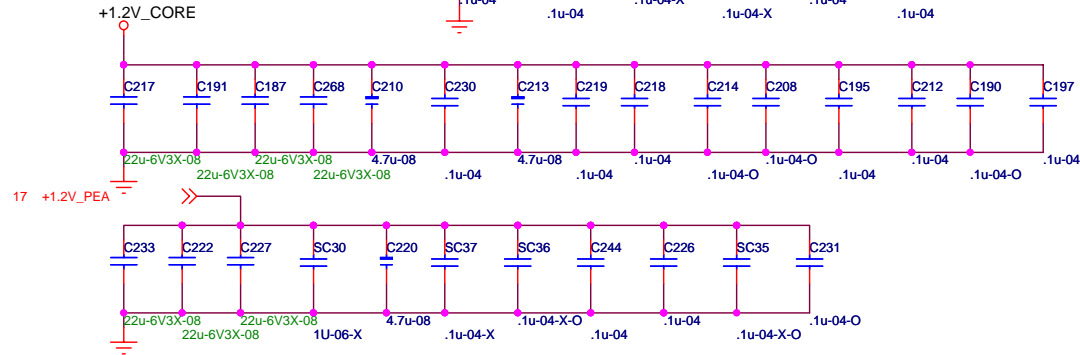 .1u-04 .1u-04 .1u-04-X .1u-04-X .1u-04 .1u-04
+1.2V_CORE
C217 C191 C187 C268 C210 C230 C213 C219 C218 C214 C208 C195 C212 C190 C197
22u-6V3X-08 22u-6V3X-08 4.7u-08 4.7u-08 .1u-04 .1u-04-O .1u-04 .1u-04
22u-6V3X-08 22u-6V3X-08 .1u-04 .1u-04 .1u-04-O .1u-04 .1u-04-O
17 +1.2V_PEA
C233 C222 C227 SC30 C220 SC37 SC36 C244 C226 SC35 C231
22u-6V3X-08 22u-6V3X-08 4.7u-08 .1u-04-X-O .1u-04 .1u-04-O
22u-6V3X-08 1U-06-X .1u-04-X .1u-04 .1u-04-X-O